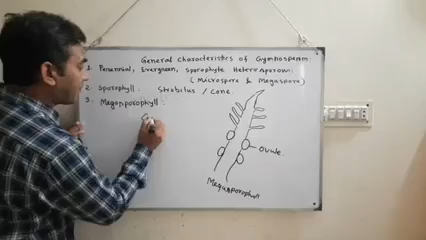 General Characteristics of Gymnosperm
1. Perennial, Evergreen, Sporophyte Heterosporous
(Microspore & Megaspore)
2 Sporophyll : Strobilus / Cone.
3. Megasporophyll :
Ovule.
Megasporophyll